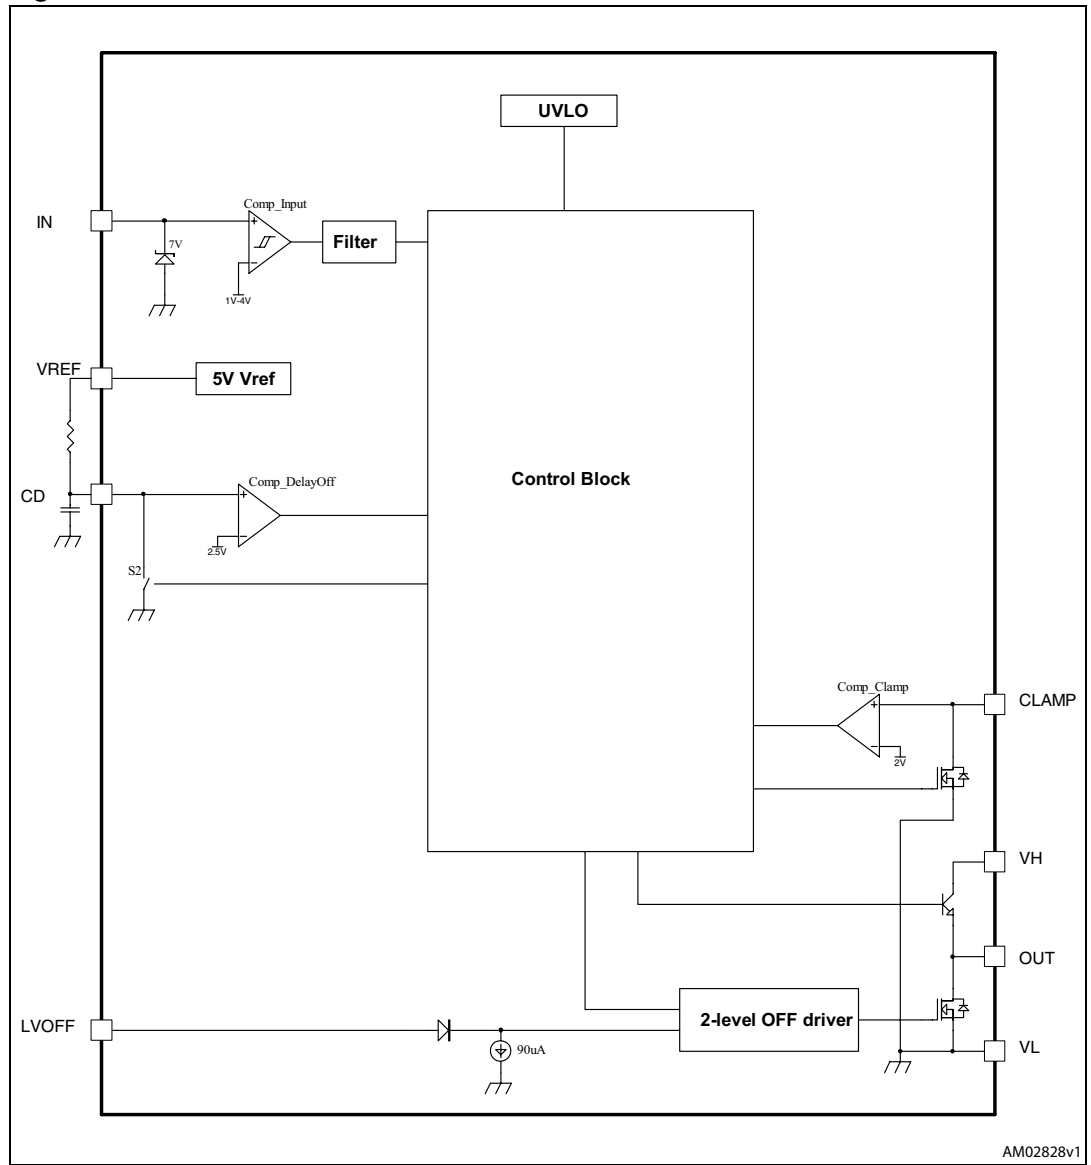 UVLO
IN
Comp_Input
7V
Filter
1V-4V
VREF
5V Vref
CD
Comp_DelayOff
2.5V
S2
Control Block
Comp_Clamp
CLAMP
2V
VH
OUT
LVOFF
2-level OFF driver
90uA
VL
AM02828v1